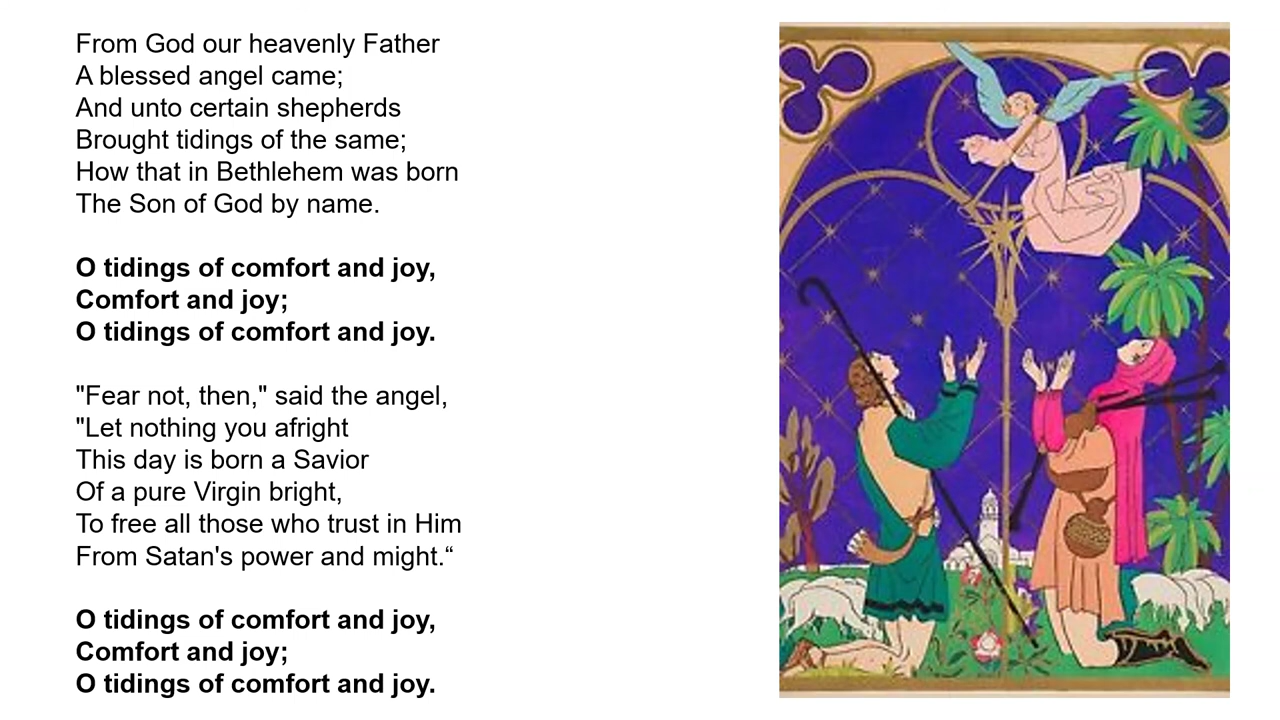 From God our heavenly Father
A blessed angel came;
And unto certain shepherds
Brought tidings of the same;
How that in Bethlehem was born
The Son of God by name.
O tidings of comfort and joy,
Comfort and joy;
O tidings of comfort and joy.
"Fear not, then," said the angel,
"Let nothing you afright
This day is born a Savior
Of a pure Virgin bright,
To free all those who trust in Him
From Satan's power and might.“
O tidings of comfort and joy,
Comfort and joy;
O tidings of comfort and joy.